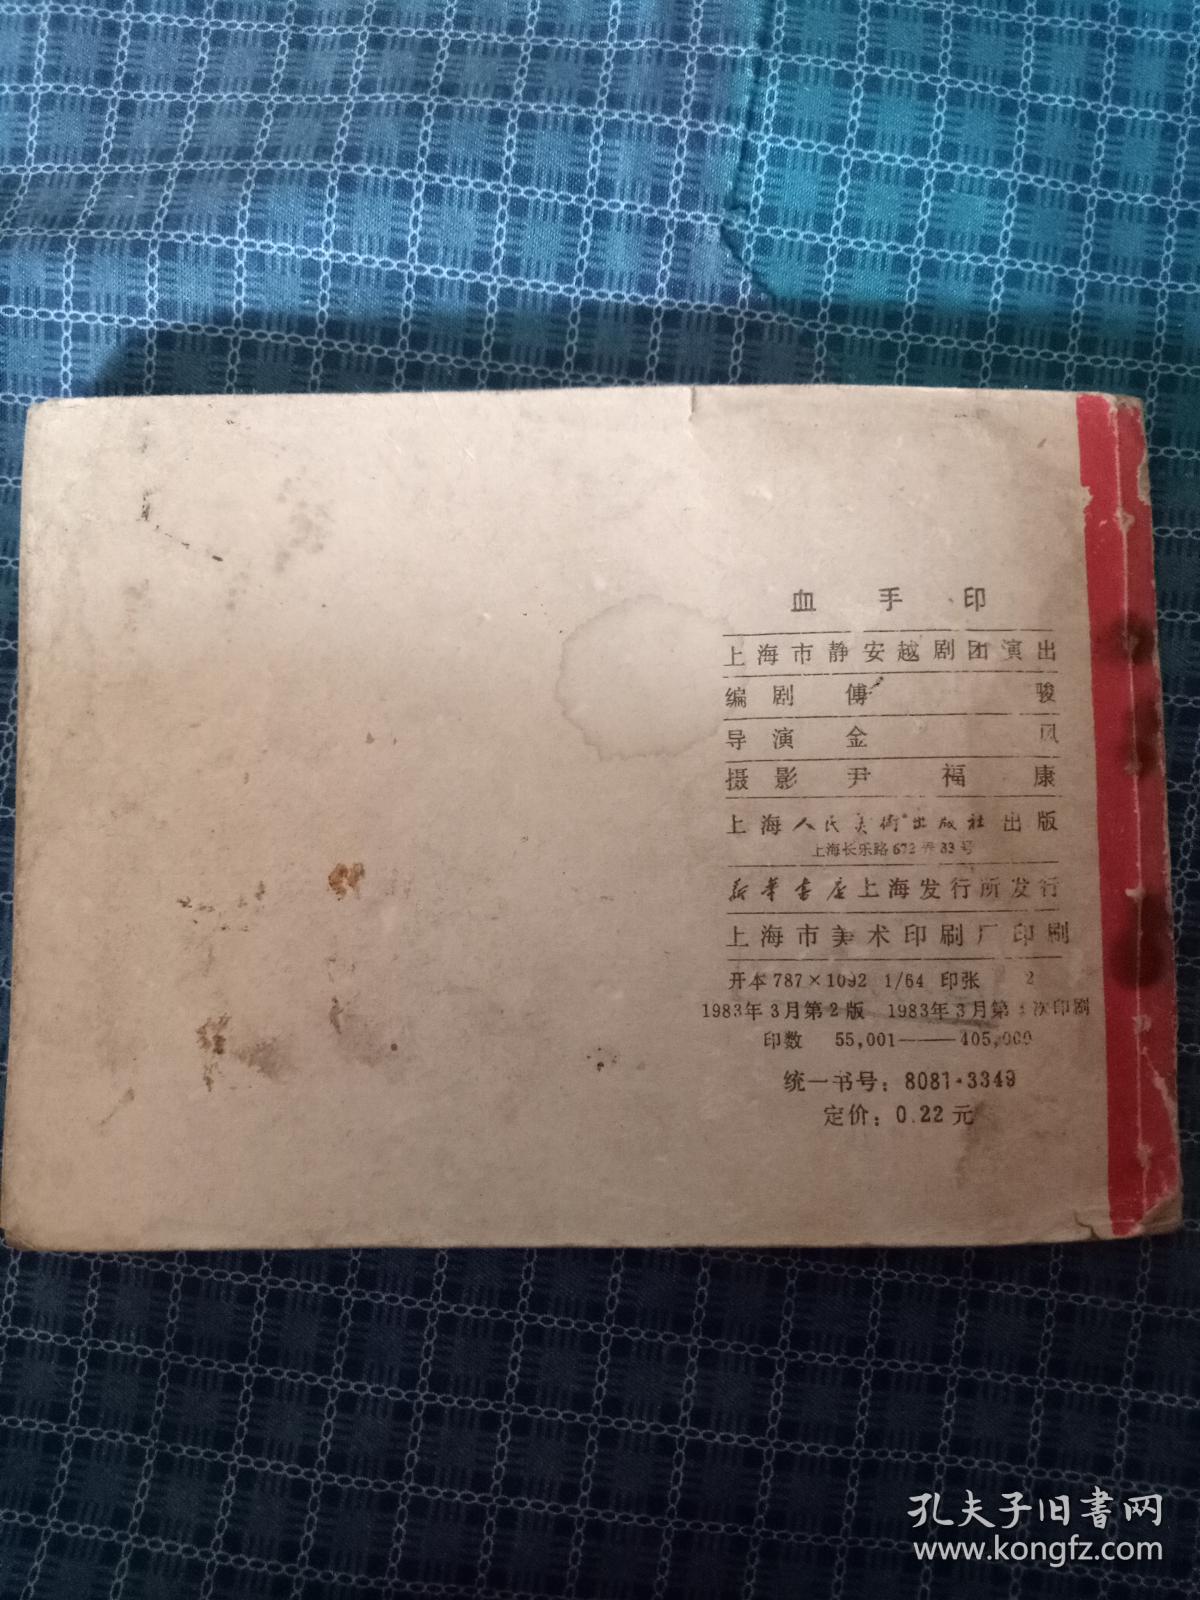 血手印
上海市静安越剧团演出
编剧 傅骏
导演 金风
摄影 尹福康
上海人民美術出版社出版
上海长乐路672弄33号
新華書店上海发行所发行
上海市美术印刷厂印刷
开本787×1092 1/64 印张 2
1983年3月第2版 1983年3月第 次印刷
印数 55,001——405,000
统一书号：8081·3349
定价：0.22元
孔夫子旧書网
www.kongfz.com